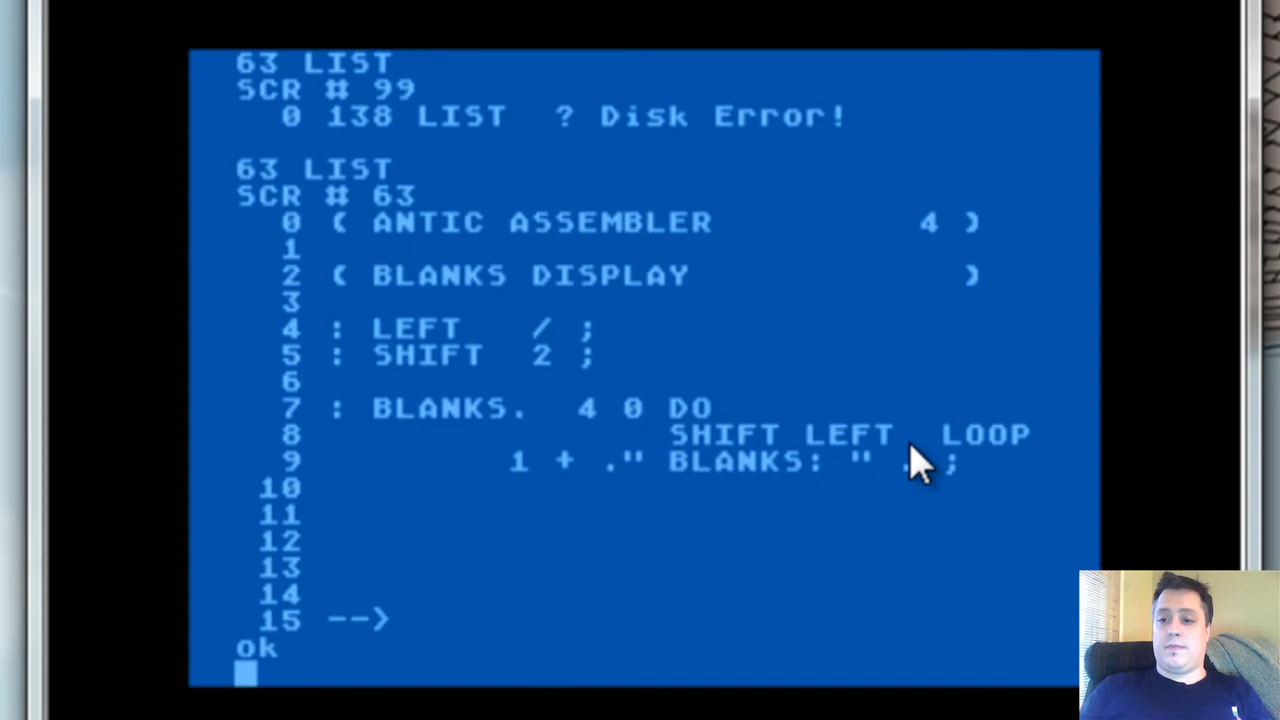 63 LIST
SCR # 99
0 138 LIST ? Disk Error!
63 LIST
SCR # 63
0 ( ANTIC ASSEMBLER 4 )
1
2 ( BLANKS DISPLAY )
3
4 : LEFT / ;
5 : SHIFT 2 ;
6
7 : BLANKS. 4 0 DO
8 SHIFT LEFT LOOP
9 1 + ." BLANKS: " . ;
10
11
12
13
14
15 -->
ok